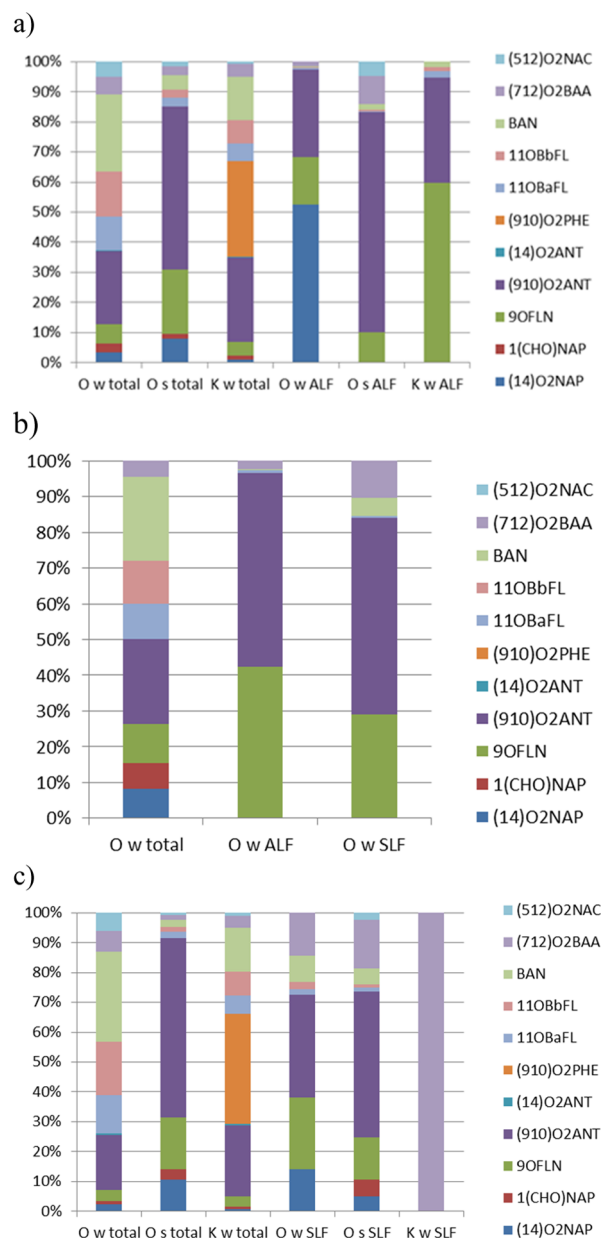 a)
100%
90%
80%
70%
60%
50%
40%
30%
20%
10%
0%
O w total O s total K w total O w ALF O s ALF K w ALF
(512)O2NAC
(712)O2BAA
BAN
11OBbFL
11OBaFL
(910)O2PHE
(14)O2ANT
(910)O2ANT
9OFLN
1(CHO)NAP
(14)O2NAP
b)
100%
90%
80%
70%
60%
50%
40%
30%
20%
10%
0%
O w total O w ALF O w SLF
(512)O2NAC
(712)O2BAA
BAN
11OBbFL
11OBaFL
(910)O2PHE
(14)O2ANT
(910)O2ANT
9OFLN
1(CHO)NAP
(14)O2NAP
c)
100%
90%
80%
70%
60%
50%
40%
30%
20%
10%
0%
O w total O s total K w total O w SLF O s SLF K w SLF
(512)O2NAC
(712)O2BAA
BAN
11OBbFL
11OBaFL
(910)O2PHE
(14)O2ANT
(910)O2ANT
9OFLN
1(CHO)NAP
(14)O2NAP